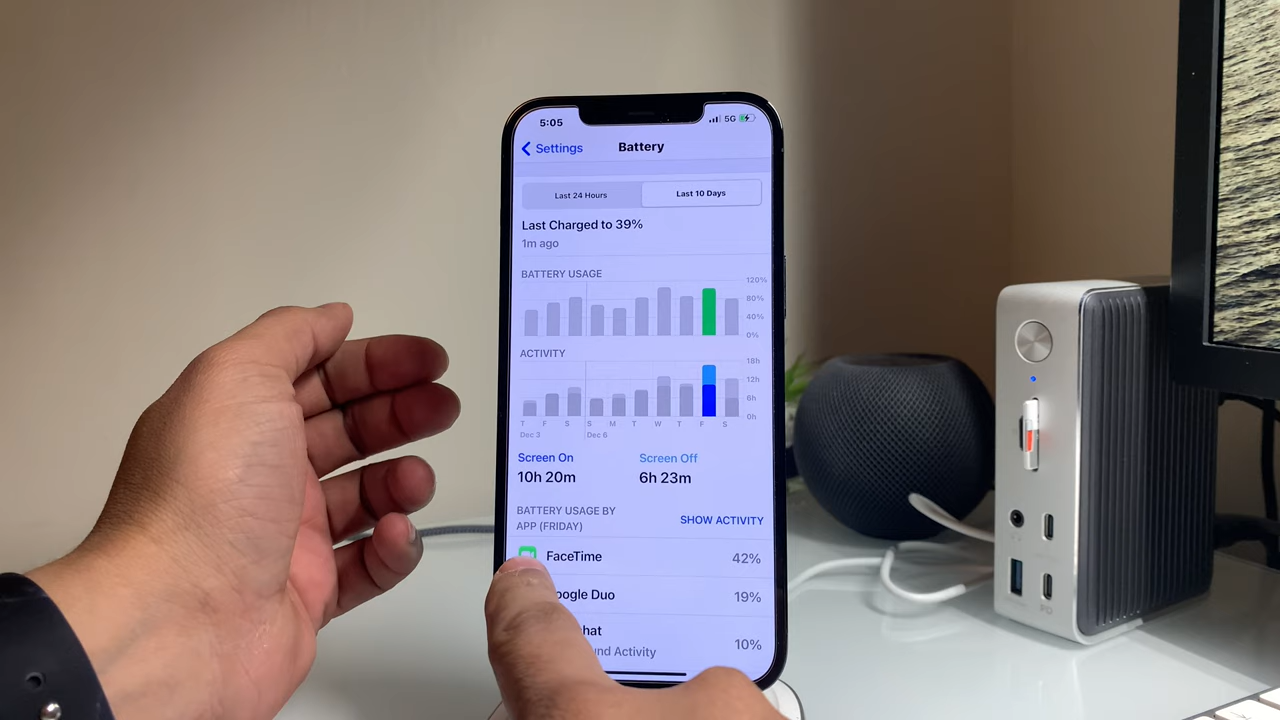 5:05 5G
Settings Battery
Last 24 Hours Last 10 Days
Last Charged to 39%
1m ago
BATTERY USAGE
120%
80%
40%
0%
ACTIVITY
18h
12h
6h
0h
T F S S M T W T F S
Dec 3 Dec 6
Screen On Screen Off
10h 20m 6h 23m
BATTERY USAGE BY
APP (FRIDAY) SHOW ACTIVITY
FaceTime 42%
oogle Duo 19%
hat 10%
und Activity
PD